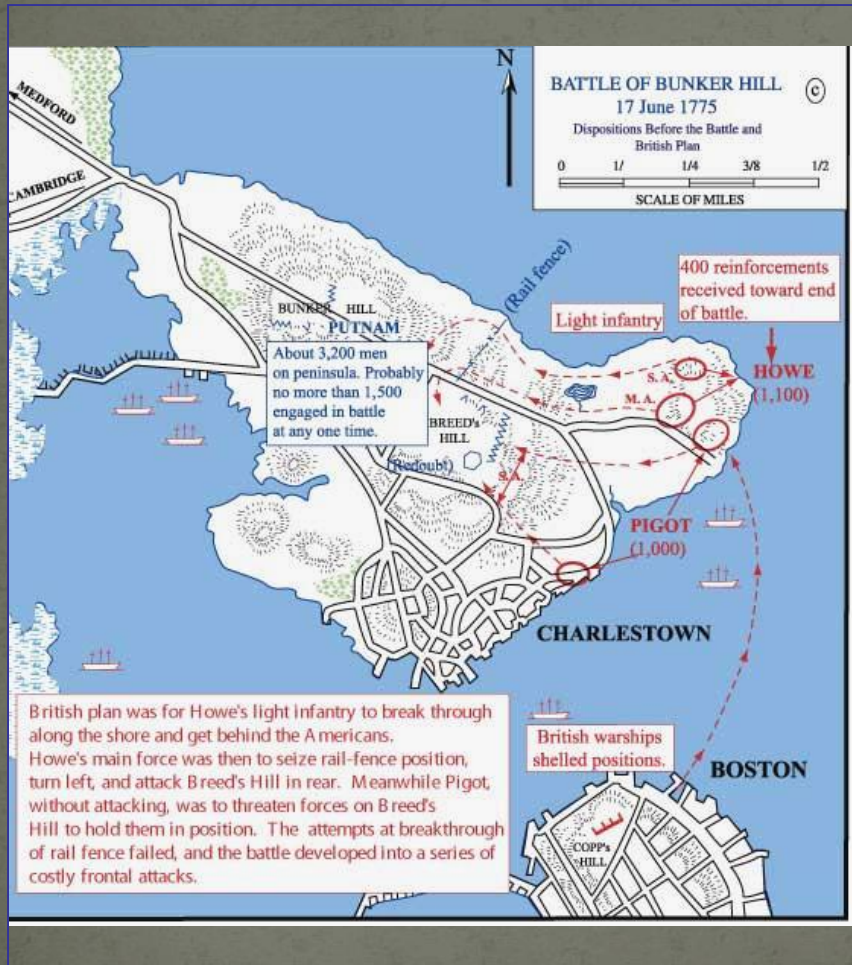 N
BATTLE OF BUNKER HILL
17 June 1775
Dispositions Before the Battle and
British Plan
C
0 1/ 1/4 3/8 1/2
SCALE OF MILES
MEDFORD
CAMBRIDGE
(Rail fence)
400 reinforcements
received toward end
of battle.
Light infantry
BUNKER HILL
PUTNAM
About 3,200 men
on peninsula. Probably
no more than 1,500
engaged in battle
at any one time.
S.A.
HOWE
(1,100)
M.A.
BREED's
HILL
(Redoubt)
S.A.
PIGOT
(1,000)
CHARLESTOWN
British plan was for Howe's light infantry to break through
along the shore and get behind the Americans.
Howe's main force was then to seize rail-fence position,
turn left, and attack Breed's Hill in rear. Meanwhile Pigot,
without attacking, was to threaten forces on Breed's
Hill to hold them in position. The attempts at breakthrough
of rail fence failed, and the battle developed into a series of
costly frontal attacks.
British warships
shelled positions.
BOSTON
COPP's
HILL